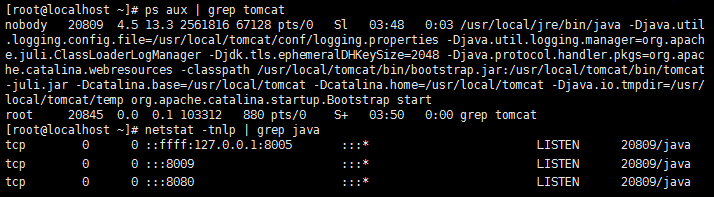 [root@localhost ~]# ps aux | grep tomcat
nobody   20809  4.5 13.3 2561816 67128 pts/0   Sl   03:48   0:03 /usr/local/jre/bin/java -Djava.util
.logging.config.file=/usr/local/tomcat/conf/logging.properties -Djava.util.logging.manager=org.apach
e.juli.ClassLoaderLogManager -Djdk.tls.ephemeralDHKeySize=2048 -Djava.protocol.handler.pkgs=org.apac
he.catalina.webresources -classpath /usr/local/tomcat/bin/bootstrap.jar:/usr/local/tomcat/bin/tomcat
-juli.jar -Dcatalina.base=/usr/local/tomcat -Dcatalina.home=/usr/local/tomcat -Djava.io.tmpdir=/usr/
local/tomcat/temp org.apache.catalina.startup.Bootstrap start
root     20845  0.0  0.1 103312   880 pts/0    S+   03:50   0:00 grep tomcat
[root@localhost ~]# netstat -tnlp | grep java
tcp        0      0 ::ffff:127.0.0.1:8005       :::*                        LISTEN      20809/java
tcp        0      0 :::8009                     :::*                        LISTEN      20809/java
tcp        0      0 :::8080                     :::*                        LISTEN      20809/java